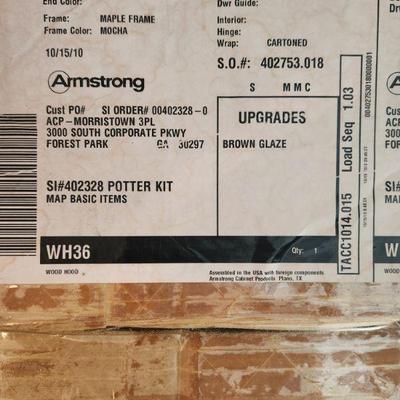 End Color:
Frame: MAPLE FRAME
Frame Color: MOCHA
10/15/10
Dwr Guide:
Interior:
Hinge:
Wrap: CARTONED
S.O.#: 402753.018
Armstrong
S M M C
Cust PO# SI ORDER# 00402328-0
ACP-MORRISTOWN 3PL
3000 SOUTH CORPORATE PKWY
FOREST PARK GA 30297
UPGRADES
BROWN GLAZE
SI#402328 POTTER KIT
MAP BASIC ITEMS
WH36 Qty: 1
WOOD HOOD
Assembled in the USA with foreign components
Armstrong Cabinet Products Plano, TX
TACC1014.015 Load Seq 1.03
W
WOOD